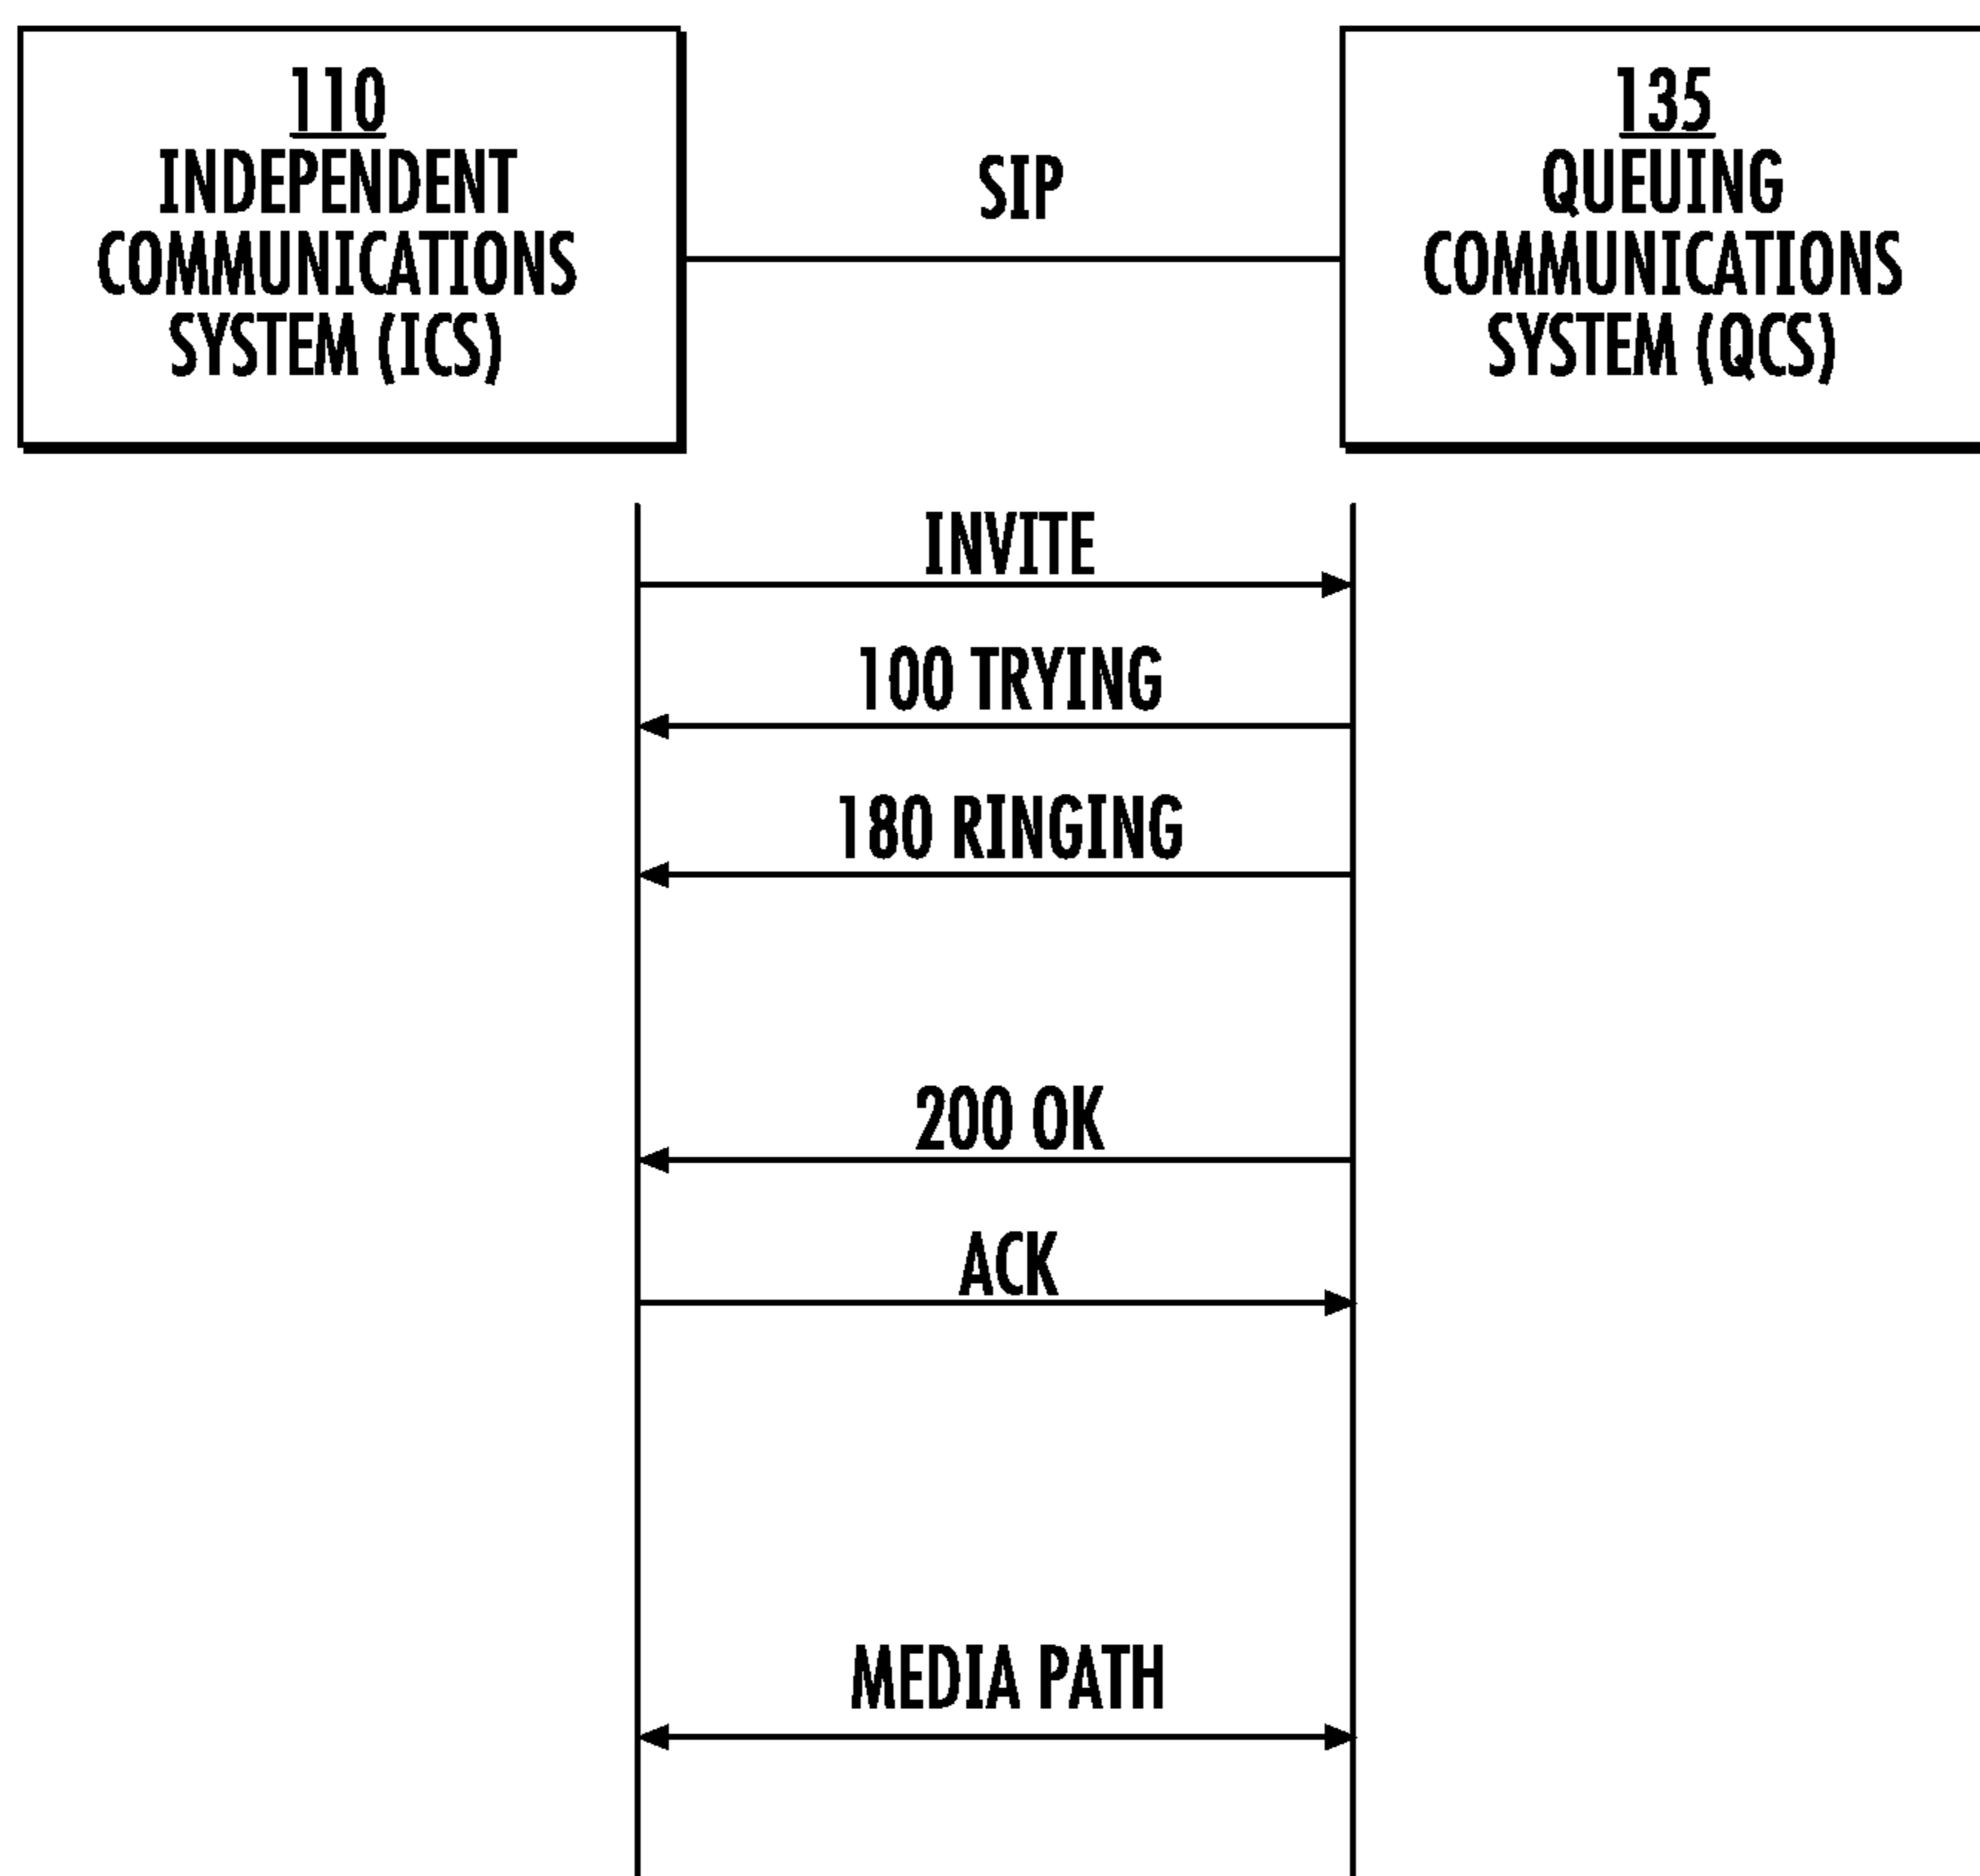 110
INDEPENDENT
COMMUNICATIONS
SYSTEM (ICS)
SIP
135
QUEUING
COMMUNICATIONS
SYSTEM (QCS)
INVITE
100 TRYING
180 RINGING
200 OK
ACK
MEDIA PATH